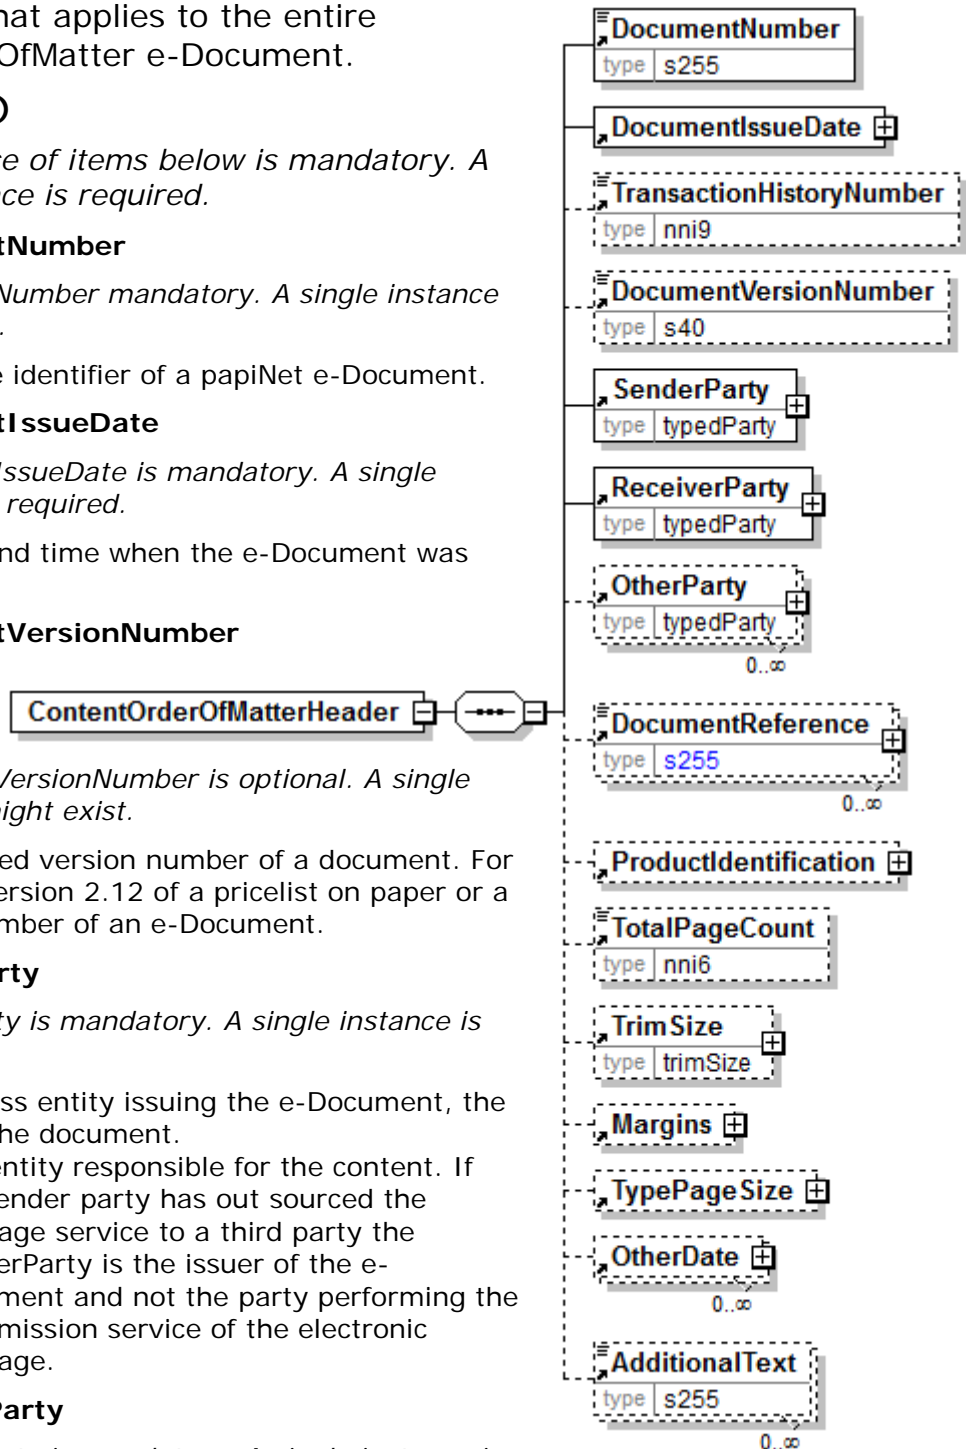 hat applies to the entire
OfMatter e-Document.
)
ce of items below is mandatory. A
nce is required.
tNumber
Number mandatory. A single instance
.
e identifier of a papiNet e-Document.
tIssueDate
IssueDate is mandatory. A single
required.
nd time when the e-Document was
tVersionNumber
ContentOrderOfMatterHeader
VersionNumber is optional. A single
night exist.
ed version number of a document. For
ersion 2.12 of a pricelist on paper or a
mber of an e-Document.
rty
ty is mandatory. A single instance is
ss entity issuing the e-Document, the
he document.
entity responsible for the content. If
ender party has out sourced the
age service to a third party the
erParty is the issuer of the e-
ment and not the party performing the
mission service of the electronic
age.
Party
DocumentNumber
type s255
DocumentIssueDate
TransactionHistoryNumber
type nni9
DocumentVersionNumber
type s40
SenderParty
type typedParty
ReceiverParty
type typedParty
OtherParty
type typedParty
0..∞
DocumentReference
type s255
0..∞
ProductIdentification
TotalPageCount
type nni6
TrimSize
type trimSize
Margins
TypePageSize
OtherDate
0..∞
AdditionalText
type s255
0..∞